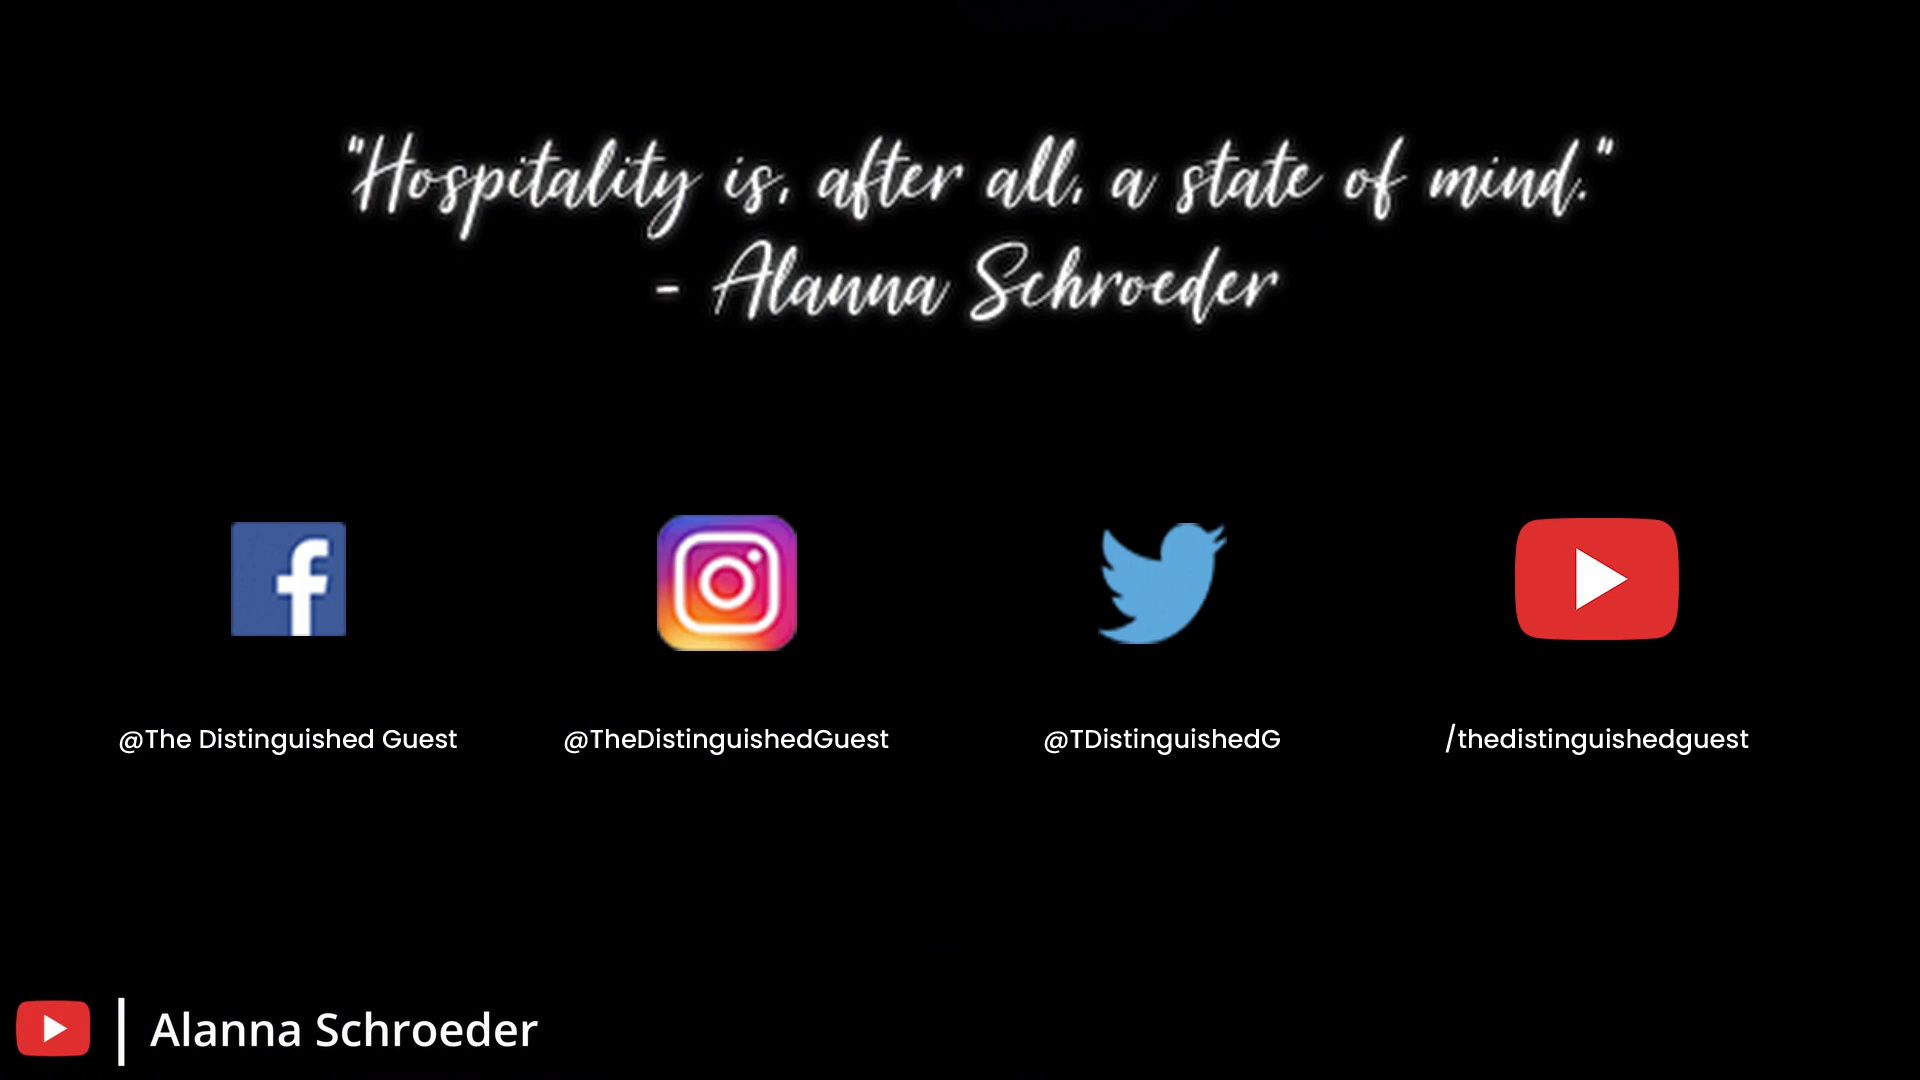 "Hospitality is, after all, a state of mind."
- Alanna Schroeder
@The Distinguished Guest
@TheDistinguishedGuest
@TDistinguishedG
/thedistinguishedguest
Alanna Schroeder